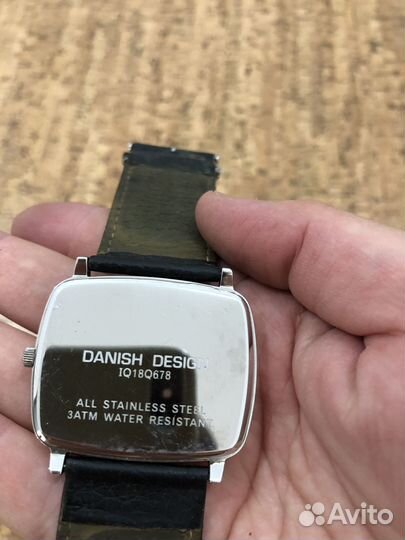 DANISH DESIGN
IQ18Q678
ALL STAINLESS STEEL
3ATM WATER RESISTANT
Avito